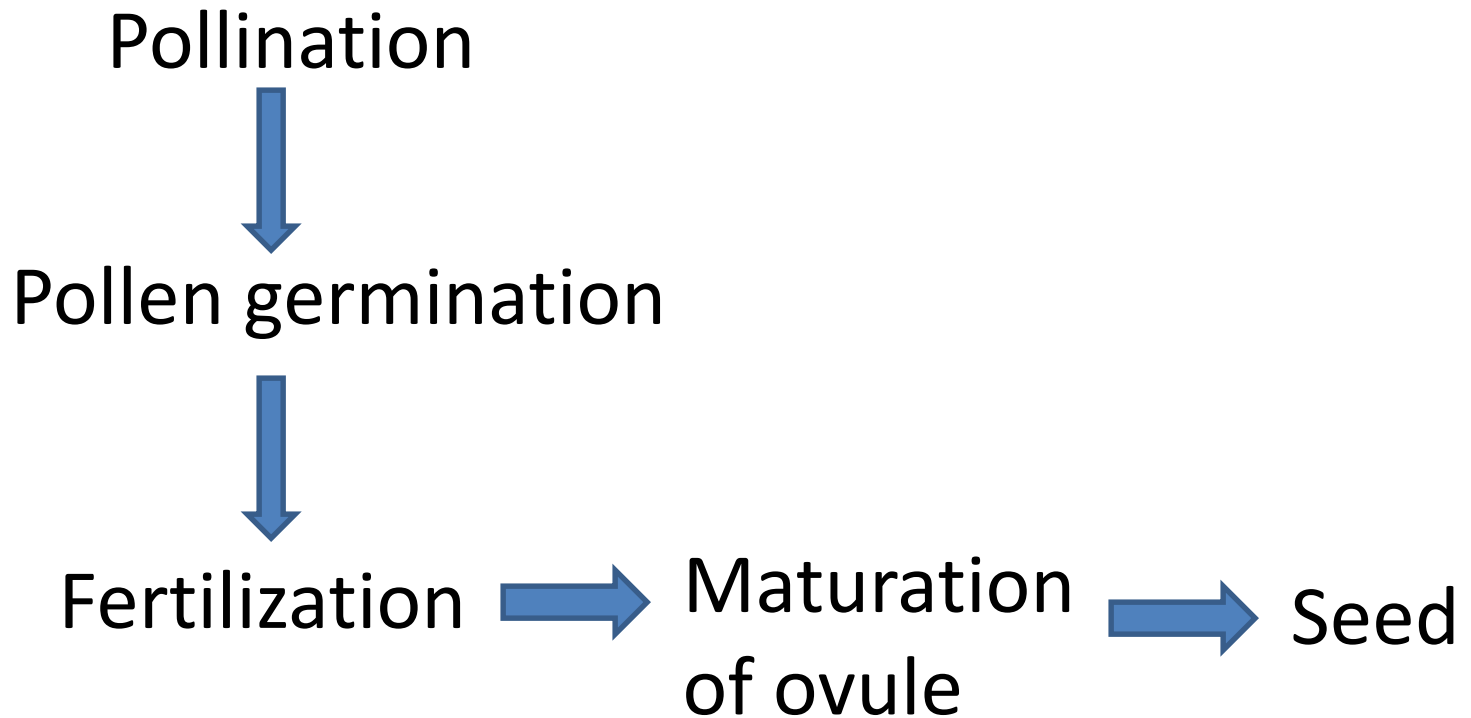 Pollination
Pollen germination
Fertilization
Maturation
of ovule
Seed